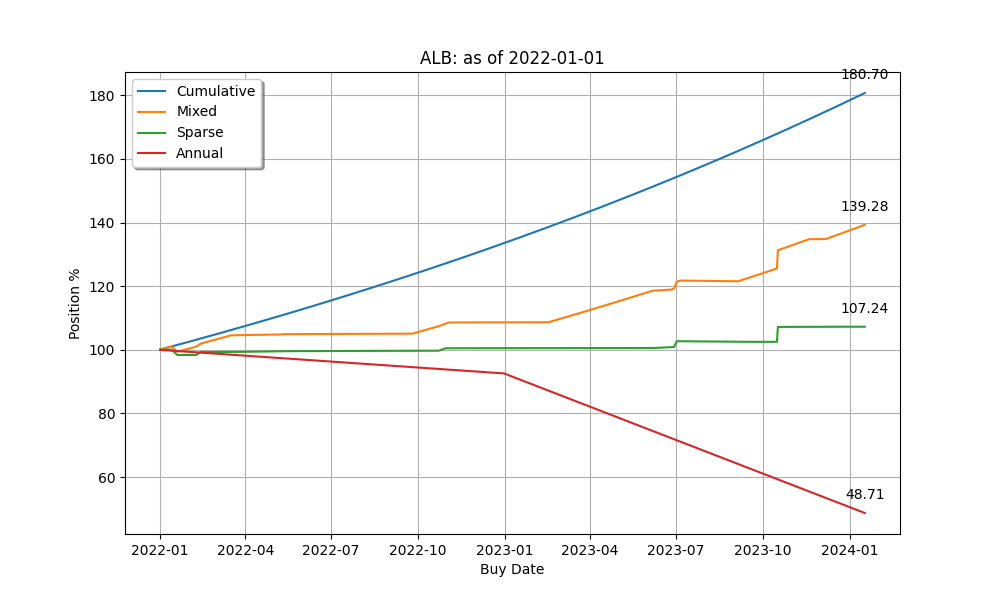 ALB: as of 2022-01-01
180.70
Cumulative
Mixed
Sparse
Annual
139.28
107.24
48.71
180
160
140
120
100
80
60
Position %
2022-01 2022-04 2022-07 2022-10 2023-01 2023-04 2023-07 2023-10 2024-01
Buy Date